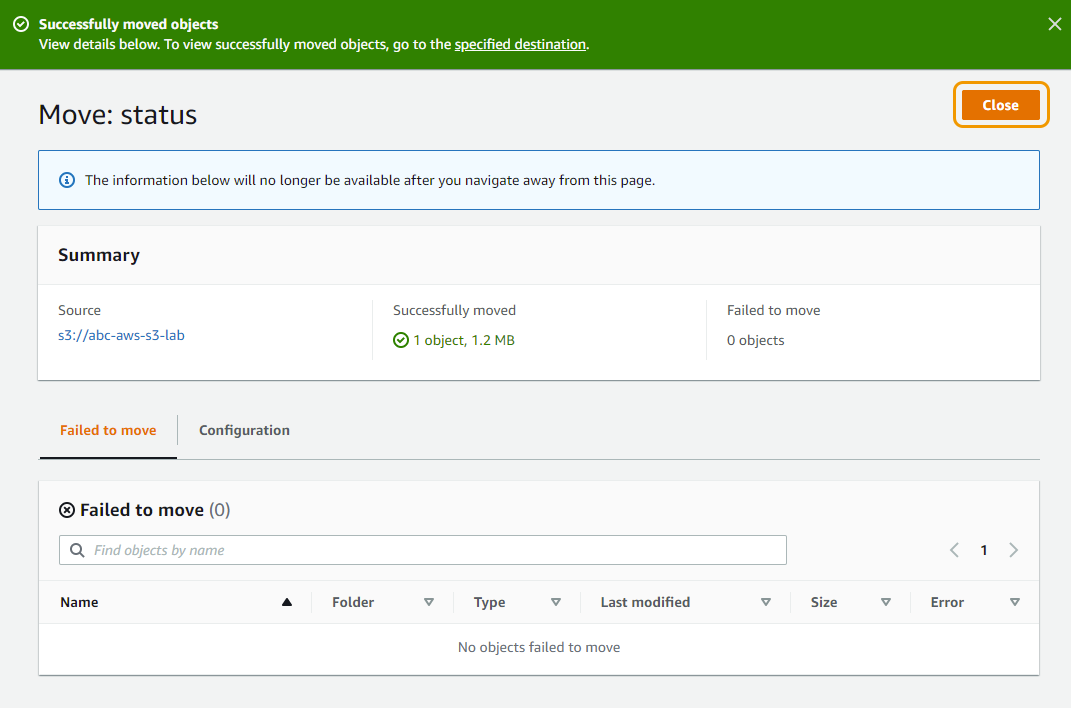 Successfully moved objects
View details below. To view successfully moved objects, go to the specified destination.
Move: status
Close
The information below will no longer be available after you navigate away from this page.
Summary
Source
s3://abc-aws-s3-lab
Successfully moved
1 object, 1.2 MB
Failed to move
0 objects
Failed to move
Configuration
Failed to move (0)
Find objects by name
1
Name Folder Type Last modified Size Error
No objects failed to move